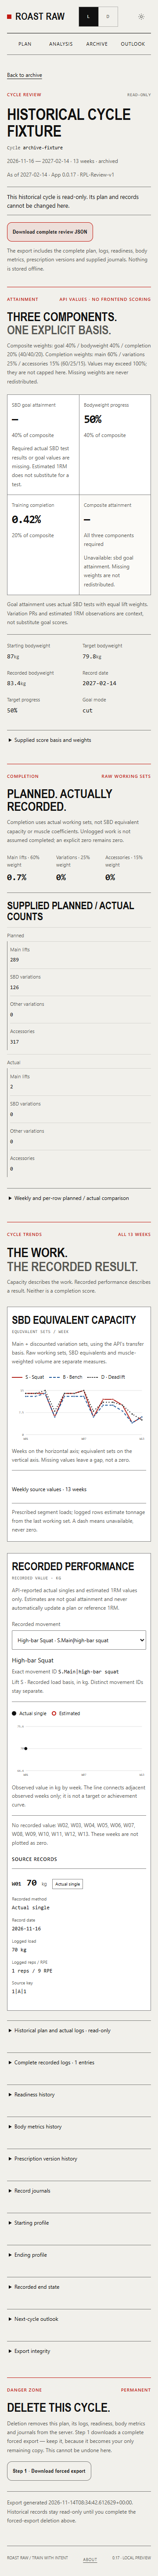 ROAST RAW
L
D
PLAN
ANALYSIS
ARCHIVE
OUTLOOK
Back to archive
CYCLE REVIEW
READ-ONLY
HISTORICAL CYCLE
FIXTURE
Cycle archive-fixture
2026-11-16 — 2027-02-14 · 13 weeks · archived
As of 2027-02-14 · App 0.0.17 · RPL-Review-v1
This historical cycle is read-only. Its plan and records
cannot be changed here.
Download complete review JSON
The export includes the complete plan, logs, readiness, body
metrics, prescription versions and supplied journals. Nothing
is stored offline.
ATTAINMENT
API VALUES · NO FRONTEND SCORING
THREE COMPONENTS.
ONE EXPLICIT BASIS.
Composite weights: goal 40% / bodyweight 40% / completion
20% (40/40/20). Completion weights: main 60% / variations
25% / accessories 15% (60/25/15). Values may exceed 100%;
they are not capped here. Missing weights are never
redistributed.
SBD goal attainment
—
40% of composite
Required actual SBD test
results or goal values are
missing. Estimated 1RM
does not substitute for a
test.
Bodyweight progress
50%
40% of composite
Training completion
0.42%
20% of composite
Composite attainment
—
All three components
required
Unavailable: sbd goal
attainment. Missing
weights are not
redistributed.
Goal attainment uses actual SBD tests with equal lift weights.
Variation PRs and estimated 1RM observations are context,
not substitute goal scores.
Starting bodyweight
87kg
Target bodyweight
79.8kg
Recorded bodyweight
83.4kg
Record date
2027-02-14
Target progress
50%
Goal mode
cut
Supplied score basis and weights
COMPLETION
RAW WORKING SETS
PLANNED. ACTUALLY
RECORDED.
Completion uses actual working sets, not SBD equivalent
capacity or muscle coefficients. Unlogged work is not
presumed completed; an explicit zero remains zero.
Main lifts · 60%
weight
0.7%
Variations · 25%
weight
0%
Accessories · 15%
weight
0%
SUPPLIED PLANNED / ACTUAL
COUNTS
Planned
Main lifts
289
SBD variations
126
Other variations
0
Accessories
317
Actual
Main lifts
2
SBD variations
0
Other variations
0
Accessories
0
Weekly and per-row planned / actual comparison
CYCLE TRENDS
ALL 13 WEEKS
THE WORK.
THE RECORDED RESULT.
Capacity describes the work. Recorded performance describes
a result. Neither is a completion score.
SBD EQUIVALENT CAPACITY
EQUIVALENT SETS / WEEK
Main + discounted variation sets, using the API's transfer
basis. Raw working sets, SBD equivalents and muscle-
weighted volume are separate measures.
S · Squat
B · Bench
D · Deadlift
Weeks on the horizontal axis; equivalent sets on the
vertical axis. Missing values leave a gap, not a zero.
Weekly source values · 13 weeks
Prescribed segment loads; logged rows estimate tonnage
from the last working set. A dash means unavailable,
never zero.
RECORDED PERFORMANCE
RECORDED VALUE · KG
API-reported actual singles and estimated 1RM values
only. Estimates are not goal attainment and never
automatically update a plan or reference 1RM.
Recorded movement
High-bar Squat · S.Main|high-bar squat
High-bar Squat
Exact movement ID S.Main|high-bar squat
Lift S · Recorded load basis, in kg. Distinct movement IDs
stay separate.
Actual single
Estimated
Observed value in kg by week. The line connects adjacent
observed weeks only; it is not a target or achievement
curve.
No recorded value: W02, W03, W04, W05, W06, W07,
W08, W09, W10, W11, W12, W13. These weeks are not
plotted as zero.
SOURCE RECORDS
W01 70 kg Actual single
Recorded method
Actual single
Record date
2026-11-16
Logged load
70 kg
Logged reps / RPE
1 reps / 9 RPE
Source key
1|A|1
Historical plan and actual logs · read-only
Complete recorded logs · 1 entries
Readiness history
Body metrics history
Prescription version history
Record journals
Starting profile
Ending profile
Recorded end state
Next-cycle outlook
Export integrity
DANGER ZONE
PERMANENT
DELETE THIS CYCLE.
Deletion removes this plan, its logs, readiness, body metrics
and journals from the server. Step 1 downloads a complete
export — keep it, because it becomes your only
remaining copy. This cannot be undone here.
Step 1 · Download forced export
Historical records stay read-only until you complete the
forced-export deletion above.
ROAST RAW / TRAIN WITH INTENT
ABOUT